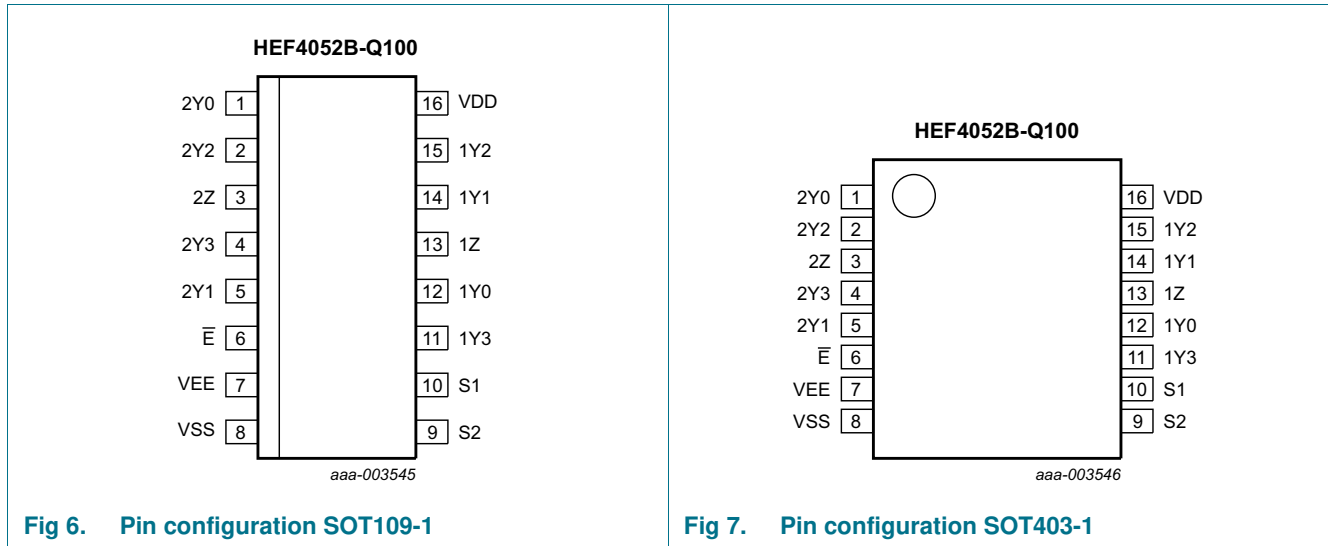 HEF4052B-Q100
2Y0 1 16 VDD
2Y2 2 15 1Y2
2Z 3 14 1Y1
2Y3 4 13 1Z
2Y1 5 12 1Y0
E̅ 6 11 1Y3
VEE 7 10 S1
VSS 8 9 S2
aaa-003545
Fig 6. Pin configuration SOT109-1
HEF4052B-Q100
2Y0 1 16 VDD
2Y2 2 15 1Y2
2Z 3 14 1Y1
2Y3 4 13 1Z
2Y1 5 12 1Y0
E̅ 6 11 1Y3
VEE 7 10 S1
VSS 8 9 S2
aaa-003546
Fig 7. Pin configuration SOT403-1